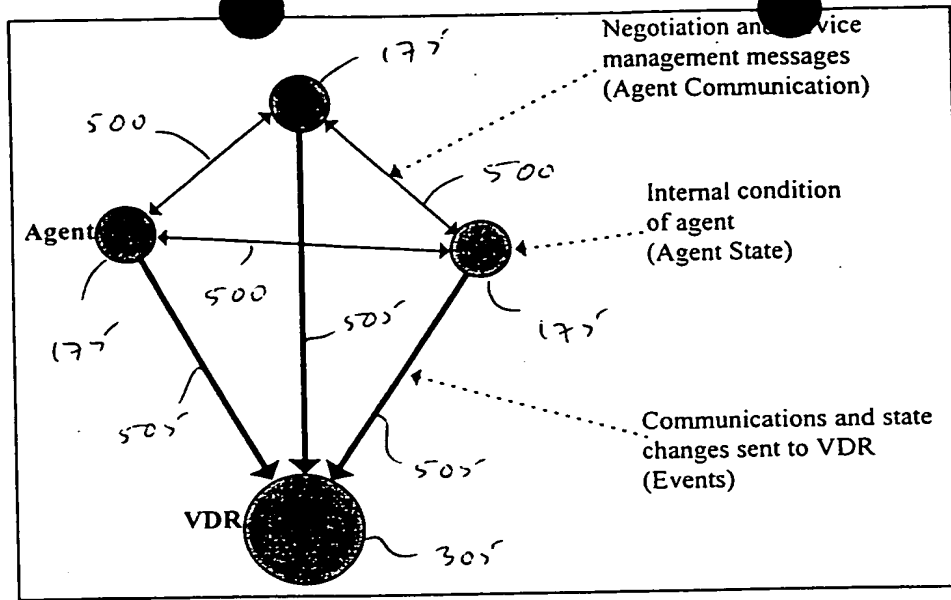 Negotiation and
management messages
(Agent Communication)
175
500
500
Agent
Internal condition
of agent
(Agent State)
500
505
175
175
505
505
Communications and state
changes sent to VDR
(Events)
VDR
305